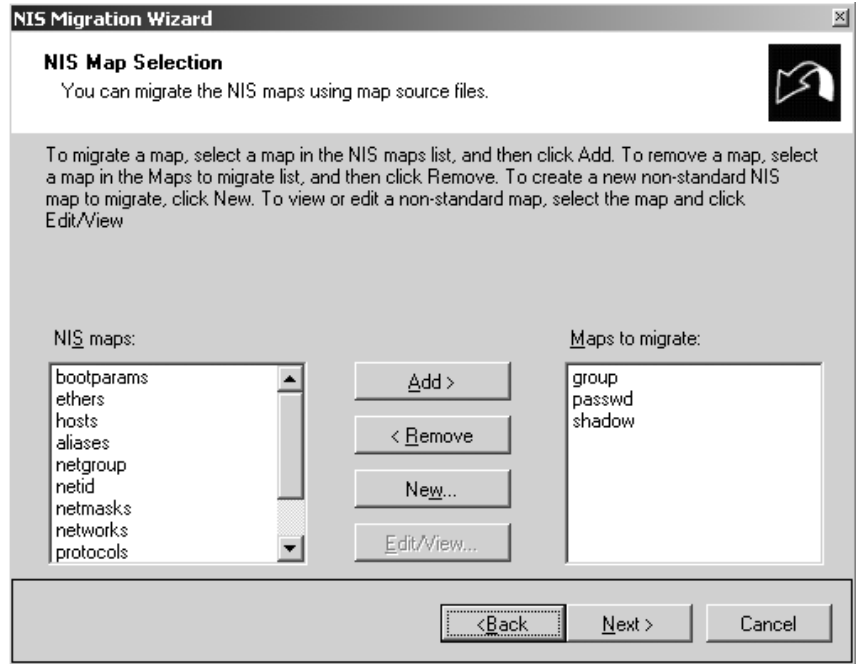 NIS Migration Wizard
NIS Map Selection
You can migrate the NIS maps using map source files.
To migrate a map, select a map in the NIS maps list, and then click Add. To remove a map, select
a map in the Maps to migrate list, and then click Remove. To create a new non-standard NIS
map to migrate, click New. To view or edit a non-standard map, select the map and click
Edit/View
NIS maps:
bootparams
ethers
hosts
aliases
netgroup
netid
netmasks
networks
protocols
Add >
< Remove
New...
Edit/View...
Maps to migrate:
group
passwd
shadow
<Back
Next >
Cancel